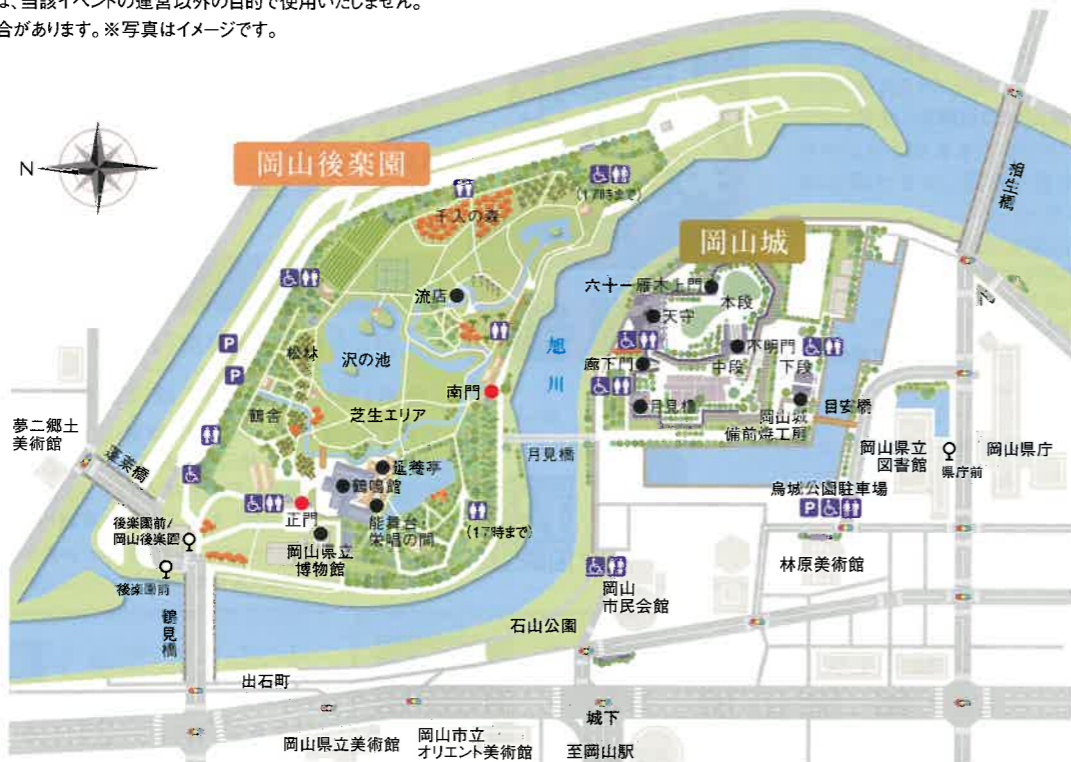 は、当該イベントの運営以外の目的で使用いたしません。
合があります。※写真はイメージです。
N
岡山後楽園
(17時まで)
千入の森
相生橋
岡山城
六十一雁木上門
本段
流店
天守
旭川
不明門
P
松林
沢の池
廊下門
中段
下段
P
南門
鶴舎
芝生エリア
月見櫓
岡山城
備前焼工房
目安橋
夢二郷土
美術館
蓬莱橋
月見橋
岡山県立
図書館
県庁前
岡山県庁
延養亭
鶴鳴館
烏城公園駐車場
P
正門
能舞台・
栄唱の間
(17時まで)
後楽園前/
岡山後楽園
岡山県立
博物館
林原美術館
後楽園前
岡山
市民会館
鶴見橋
石山公園
出石町
城下
岡山県立美術館
岡山市立
オリエント美術館
至岡山駅